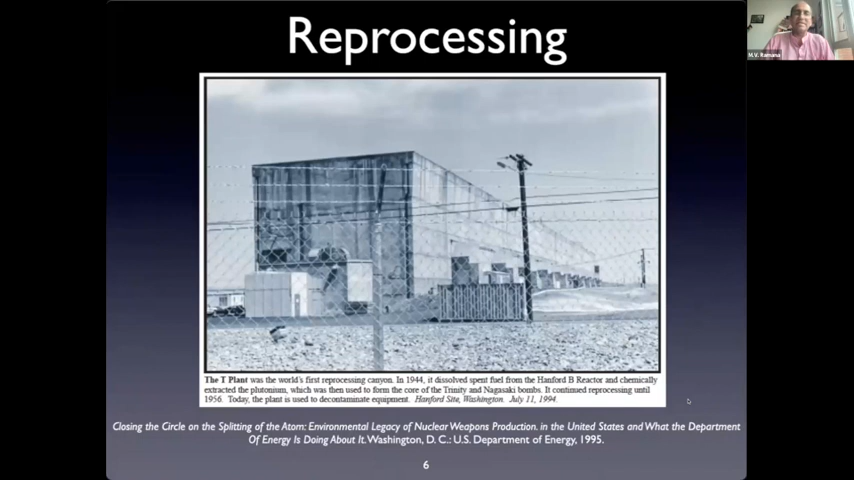 Reprocessing
M.V. Ramana
The T Plant was the world's first reprocessing canyon. In 1944, it dissolved spent fuel from the Hanford B Reactor and chemically
extracted the plutonium, which was then used to form the core of the Trinity and Nagasaki bombs. It continued reprocessing until
1956. Today, the plant is used to decontaminate equipment. Hanford Site, Washington. July 11, 1994.
Closing the Circle on the Splitting of the Atom: Environmental Legacy of Nuclear Weapons Production. in the United States and What the Department
Of Energy Is Doing About It. Washington, D. C.: U.S. Department of Energy, 1995.
6